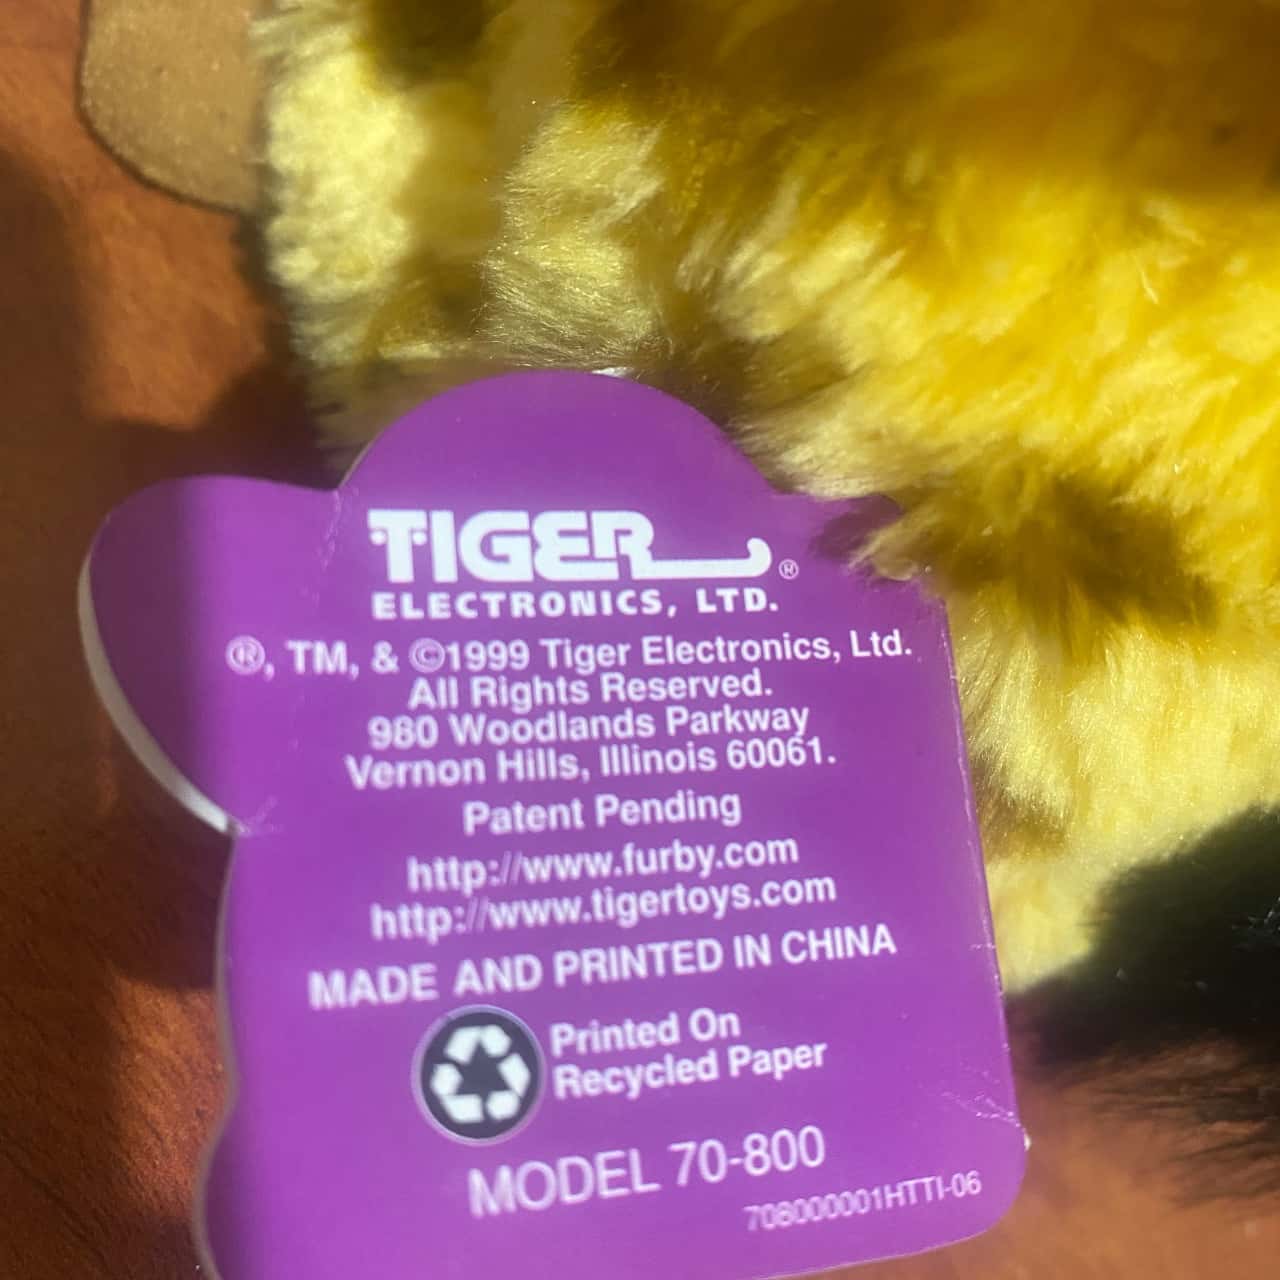 TIGER®
ELECTRONICS, LTD.
®, TM, & ©1999 Tiger Electronics, Ltd.
All Rights Reserved.
980 Woodlands Parkway
Vernon Hills, Illinois 60061.
Patent Pending
http://www.furby.com
http://www.tigertoys.com
MADE AND PRINTED IN CHINA
Printed On
Recycled Paper
MODEL 70-800
708000001HTTI-06